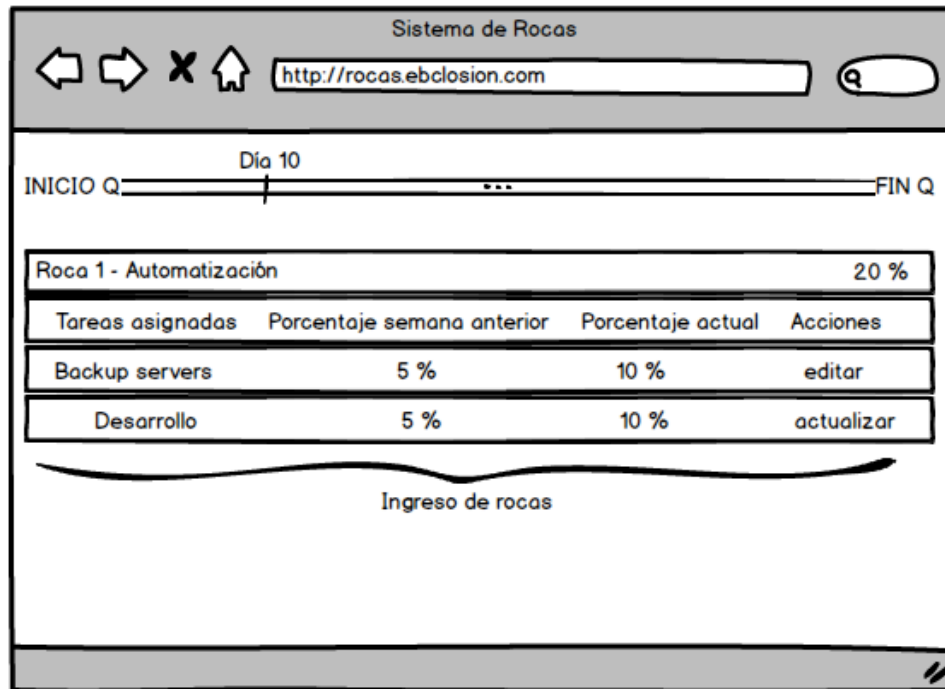 Sistema de Rocas
http://rocas.ebclosion.com
Día 10
INICIO Q ... FIN Q
Roca 1 - Automatización 20 %
Tareas asignadas Porcentaje semana anterior Porcentaje actual Acciones
Backup servers 5 % 10 % editar
Desarrollo 5 % 10 % actualizar
Ingreso de rocas